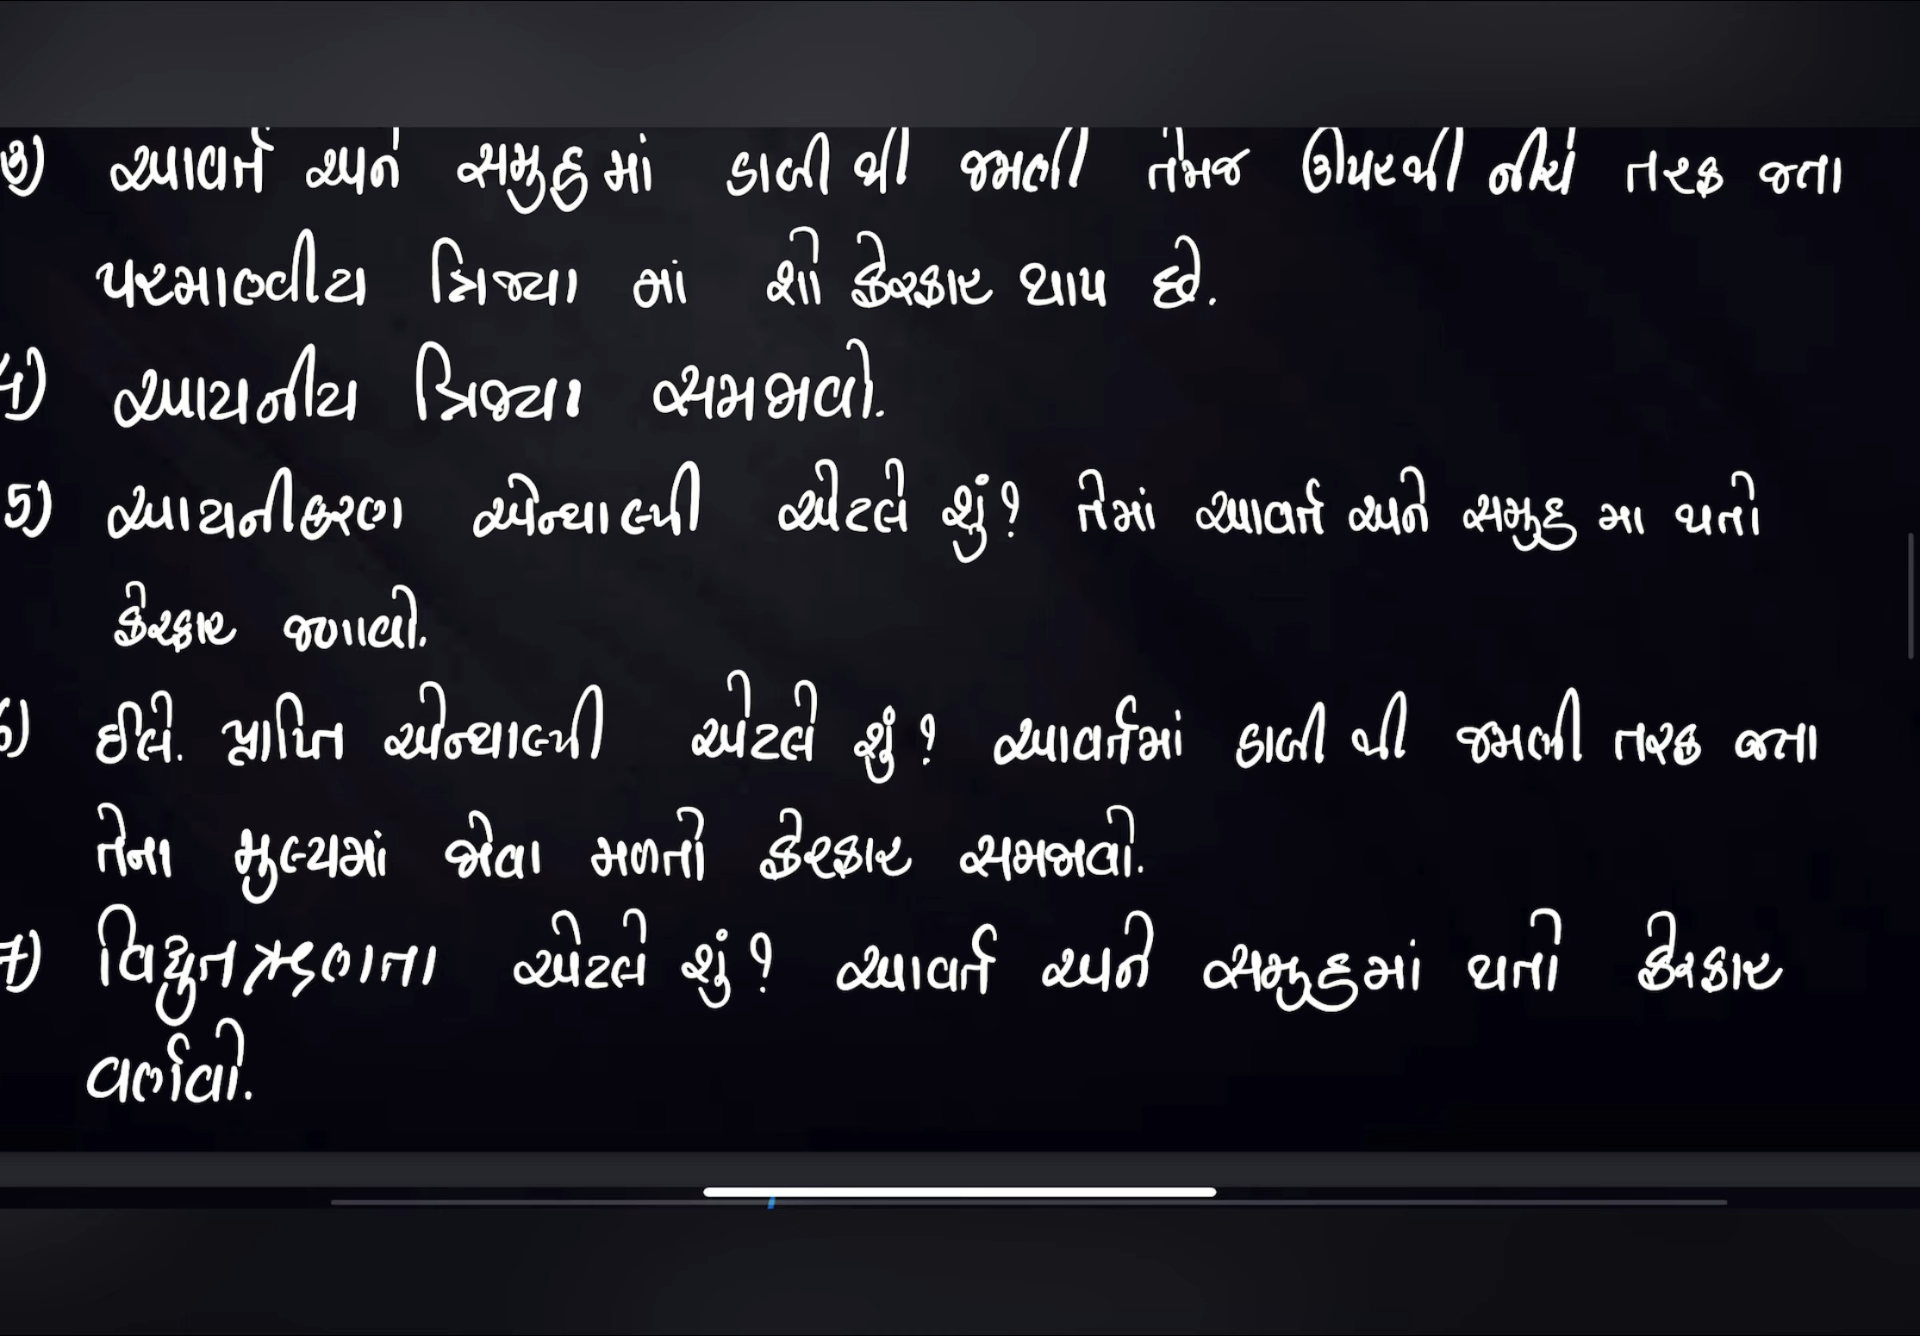 3) આવર્ત અને સમુહ માં ડાબી થી જમણી તેમજ ઊપરથી નીચે તરફ જતા
પરમાણ્વીય ત્રિજ્યા માં શો ફેરફાર થાય છે.
4) આયનીય ત્રિજ્યા સમજાવો.
5) આયનીકરણ એન્થાલ્પી એટલે શું? તેમાં આવર્ત અને સમુહ મા થતો
ફેરફાર જણાવો.
6) ઈલે. પ્રાપ્તિ એન્થાલ્પી એટલે શું? આવર્તમાં ડાબી થી જમણી તરફ જતા
તેના મુલ્યમાં જોવા મળતો ફેરફાર સમજાવો.
7) વિદ્યુતઋણતા એટલે શું? આવર્ત અને સમુહમાં થતો ફેરફાર
વર્ણવો.